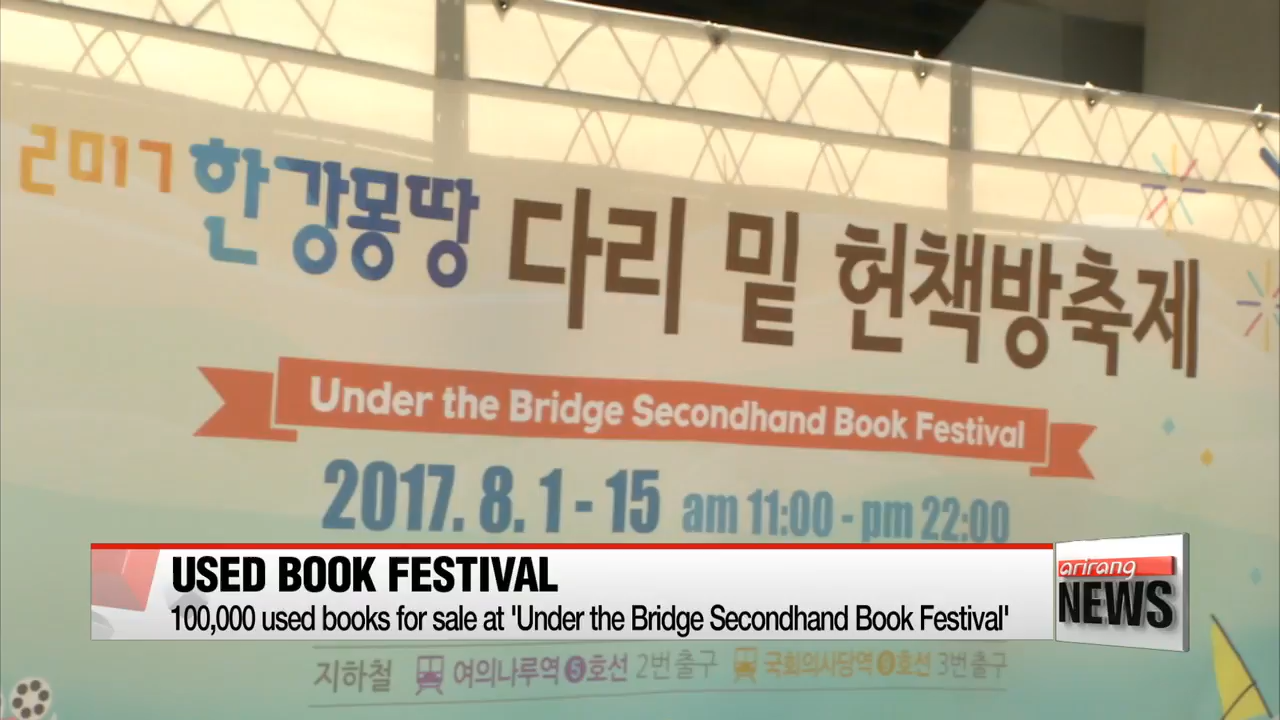 2017 한강몽땅 다리 밑 헌책방축제
Under the Bridge Secondhand Book Festival
2017. 8. 1 - 15 am 11:00 - pm 22:00
USED BOOK FESTIVAL
100,000 used books for sale at 'Under the Bridge Secondhand Book Festival'
arirang
NEWS
지하철 여의나루역 5호선 2번 출구 국회의사당역 9호선 3번 출구